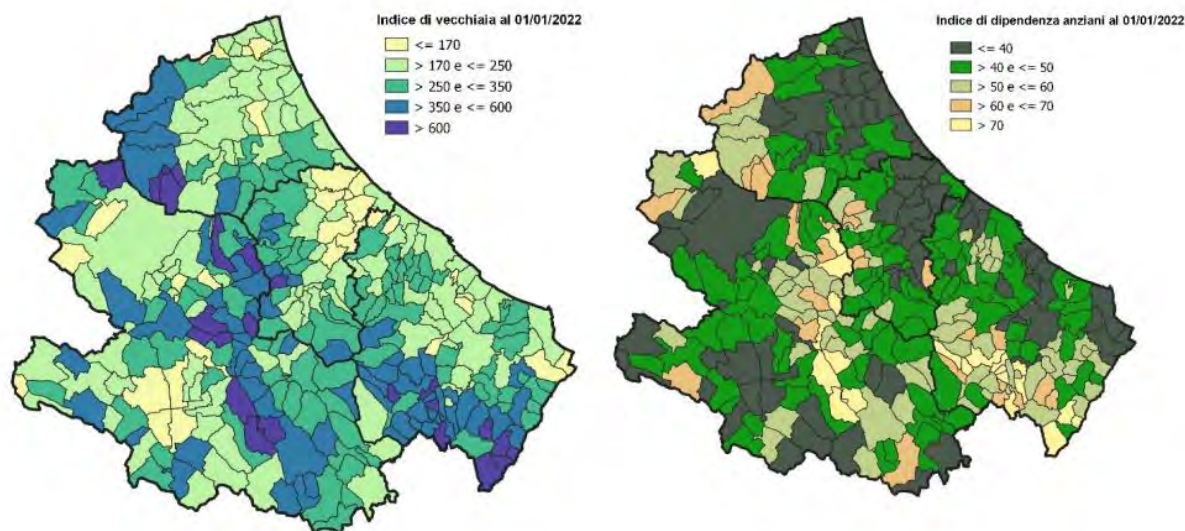 Indice di vecchiaia al 01/01/2022
<= 170
> 170 e <= 250
> 250 e <= 350
> 350 e <= 600
> 600
Indice di dipendenza anziani al 01/01/2022
<= 40
> 40 e <= 50
> 50 e <= 60
> 60 e <= 70
> 70